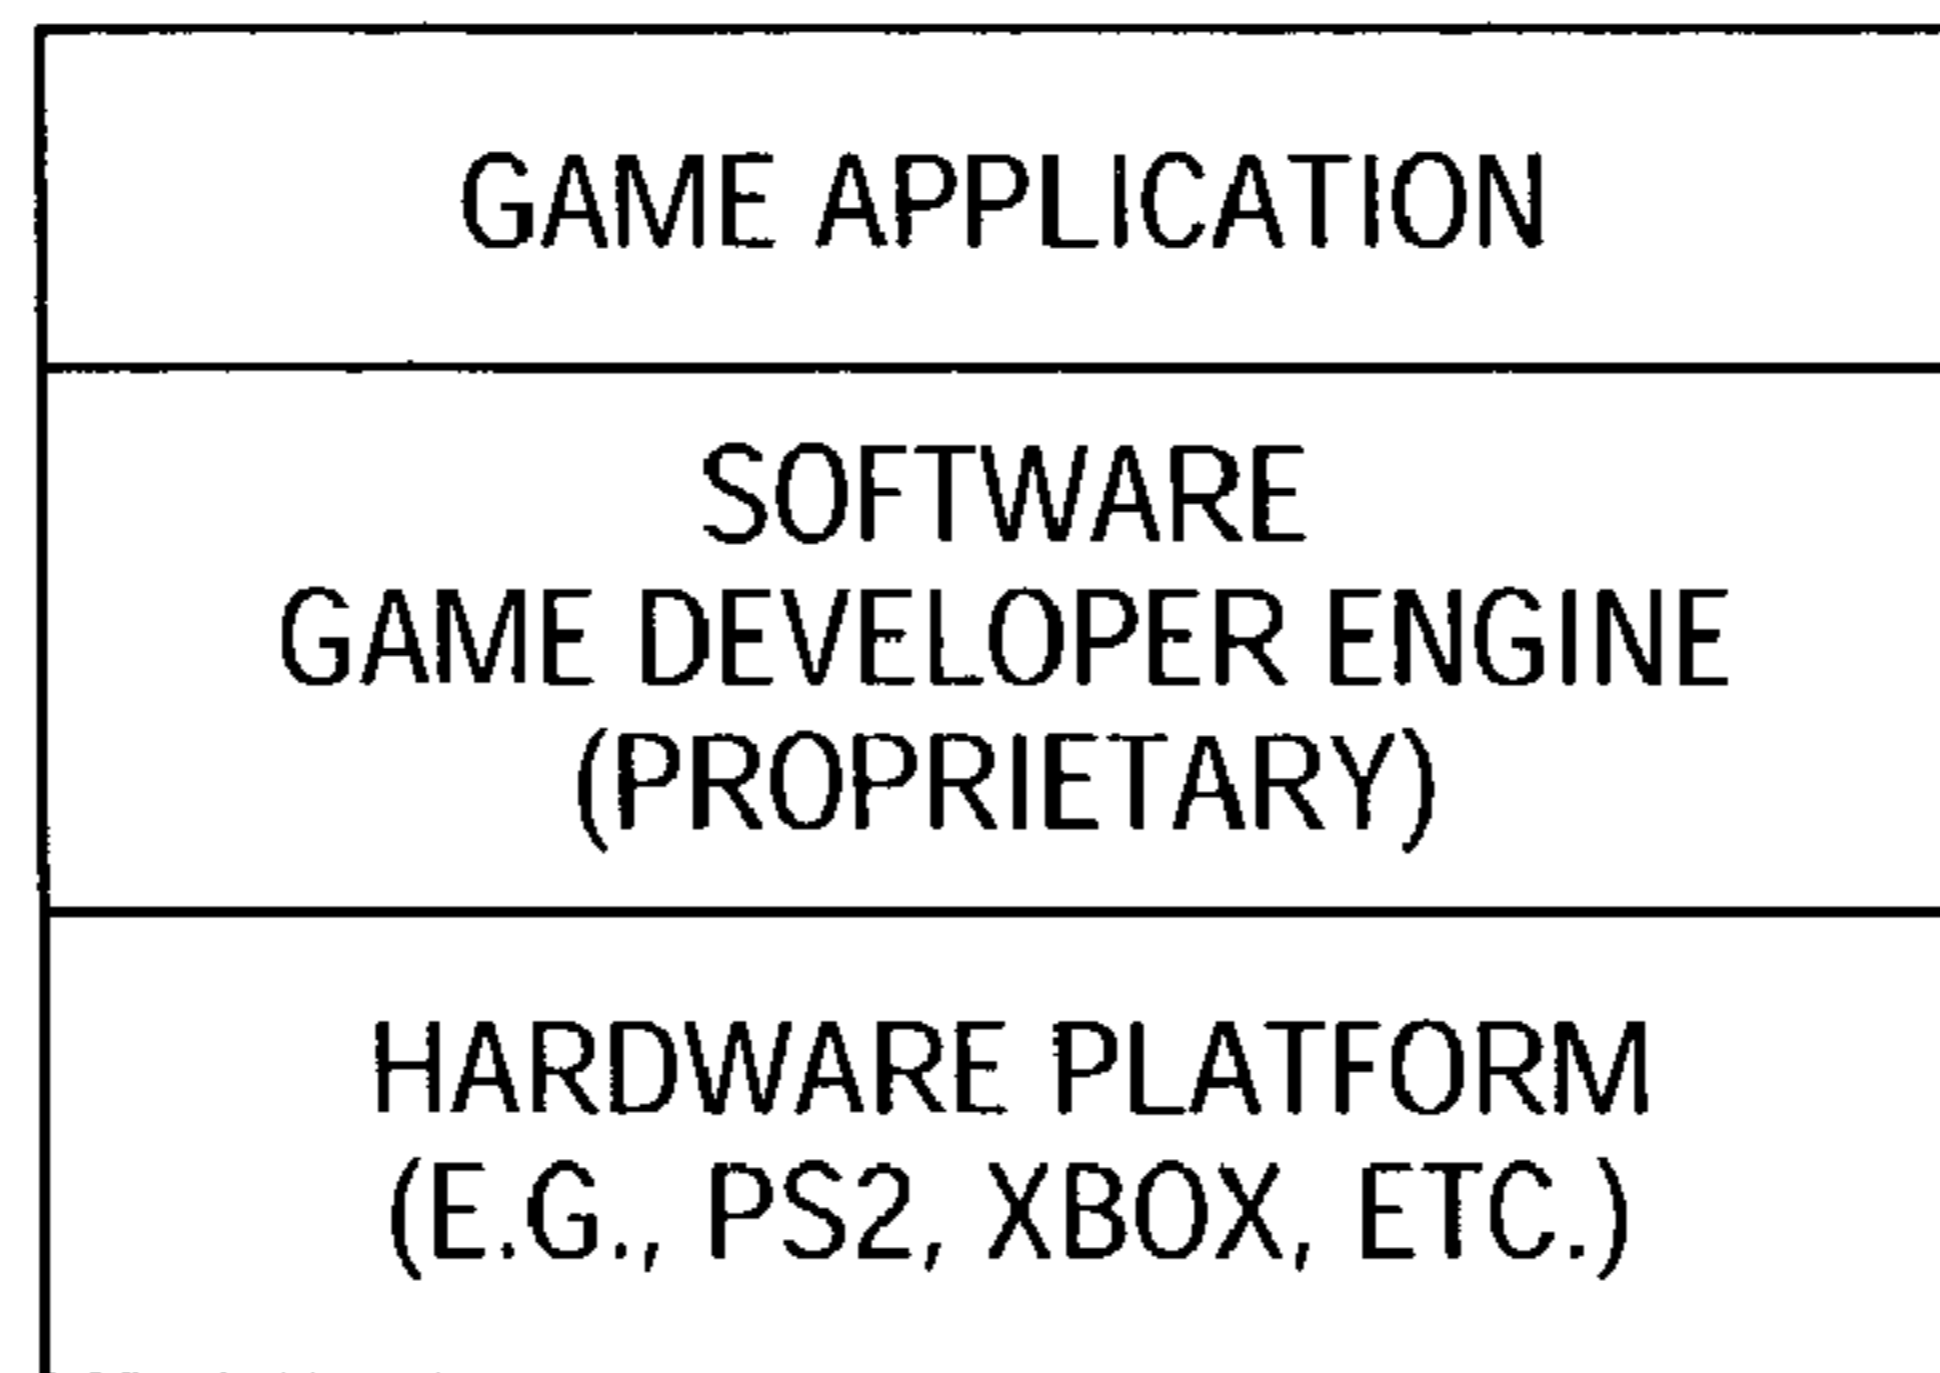 GAME APPLICATION
SOFTWARE
GAME DEVELOPER ENGINE
(PROPRIETARY)
HARDWARE PLATFORM
(E.G., PS2, XBOX, ETC.)